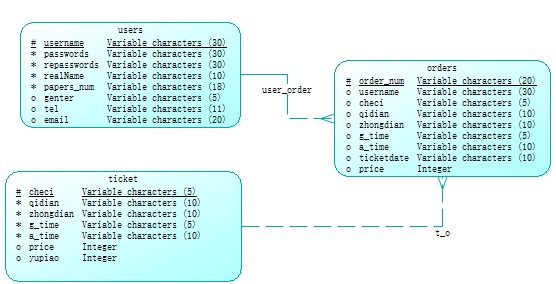 users
# username Variable characters (30)
* passwords Variable characters (30)
* repasswords Variable characters (30)
* realName Variable characters (10)
* papers_num Variable characters (18)
o genter Variable characters (5)
o tel Variable characters (11)
o email Variable characters (20)
user_order
orders
# order_num Variable characters (20)
o username Variable characters (30)
o checi Variable characters (5)
o qidian Variable characters (10)
o zhongdian Variable characters (10)
o g_time Variable characters (5)
o a_time Variable characters (10)
o ticketdate Variable characters (10)
o price Integer
ticket
# checi Variable characters (5)
* qidian Variable characters (10)
* zhongdian Variable characters (10)
* g_time Variable characters (5)
* a_time Variable characters (10)
o price Integer
o yupiao Integer
t_o